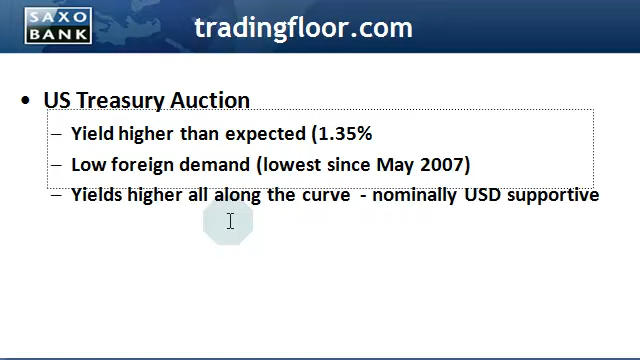 SAXO
BANK
tradingfloor.com
• US Treasury Auction
– Yield higher than expected (1.35%
– Low foreign demand (lowest since May 2007)
– Yields higher all along the curve - nominally USD supportive